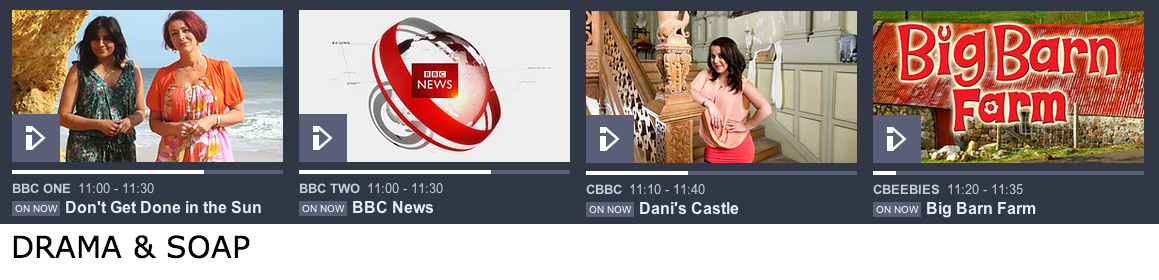 BEIJING
BBC
NEWS
Big Barn
Farm
BBC ONE 11:00 - 11:30
ON NOW Don't Get Done in the Sun
BBC TWO 11:00 - 11:30
ON NOW BBC News
CBBC 11:10 - 11:40
ON NOW Dani's Castle
CBEEBIES 11:20 - 11:35
ON NOW Big Barn Farm
DRAMA & SOAP